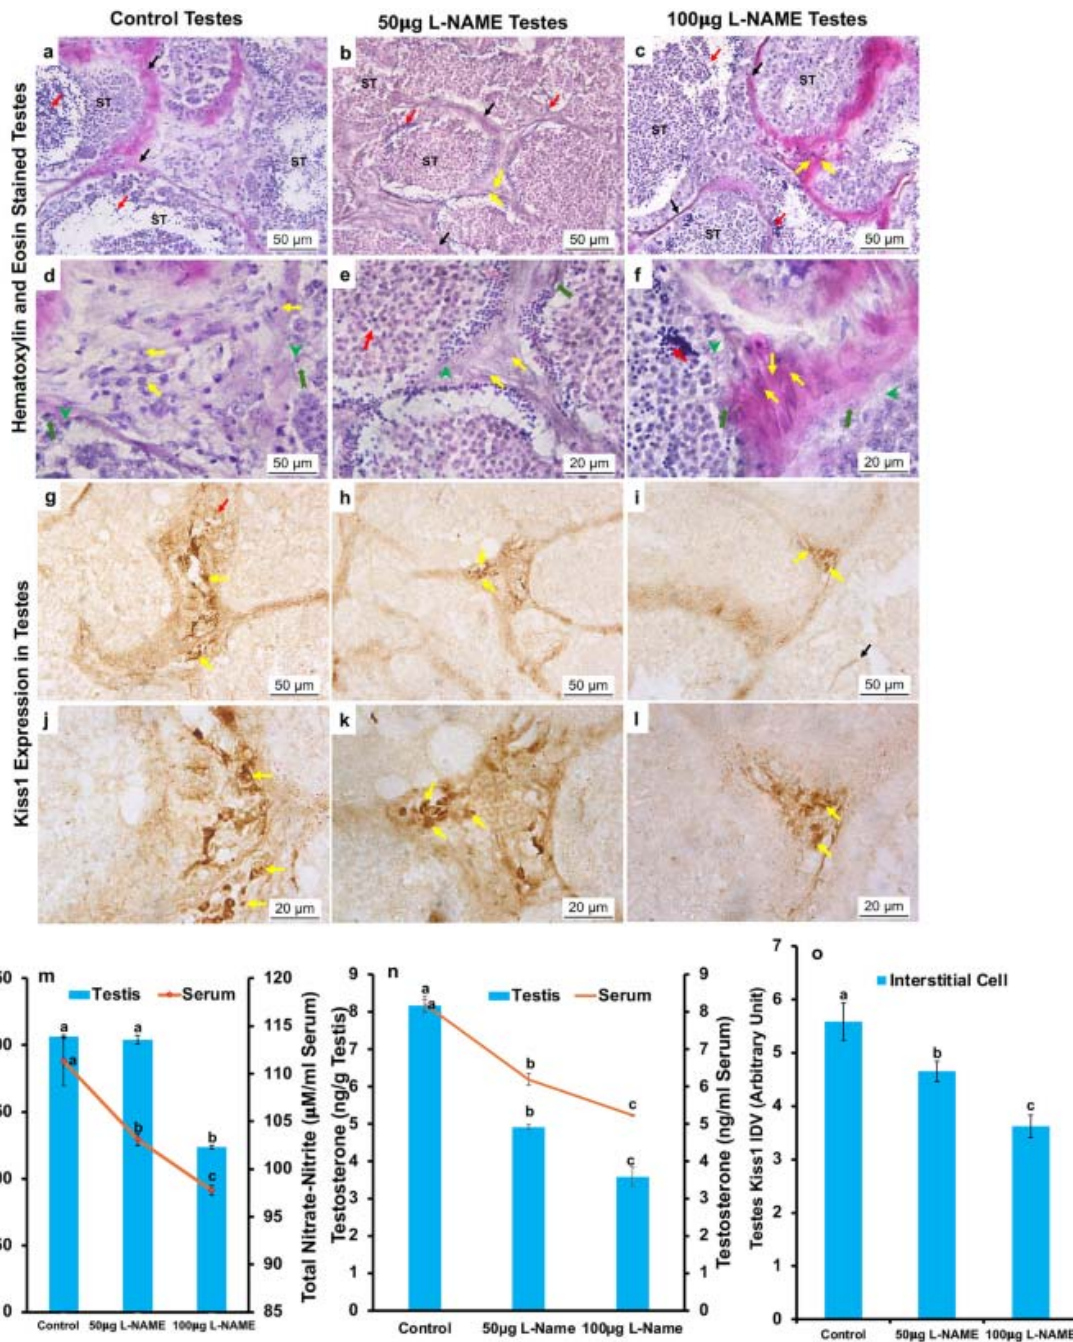 Control Testes
50µg L-NAME Testes
100µg L-NAME Testes
Hematoxylin and Eosin Stained Testes
a
ST
ST
ST
50 µm
b
ST
ST
50 µm
c
ST
ST
ST
50 µm
d
50 µm
e
20 µm
f
20 µm
Kiss1 Expression in Testes
g
50 µm
h
50 µm
i
50 µm
j
20 µm
k
20 µm
l
20 µm
m
Testis
Serum
a
a
a
b
b
c
0
Control
50µg L-NAME
100µg L-NAME
120
115
110
105
100
95
90
85
Total Nitrate-Nitrite (µM/ml Serum)
n
Testis
Serum
Testosterone (ng/g Testis)
9
8
7
6
5
4
3
2
1
0
a
a
b
b
c
c
Control
50µg L-Name
100µg L-Name
9
8
7
6
5
4
3
2
1
0
Testosterone (ng/ml Serum)
o
Interstitial Cell
Testes Kiss1 IDV (Arbitrary Unit)
7
6
5
4
3
2
1
0
a
b
c
Control
50µg L-NAME
100µg L-NAME